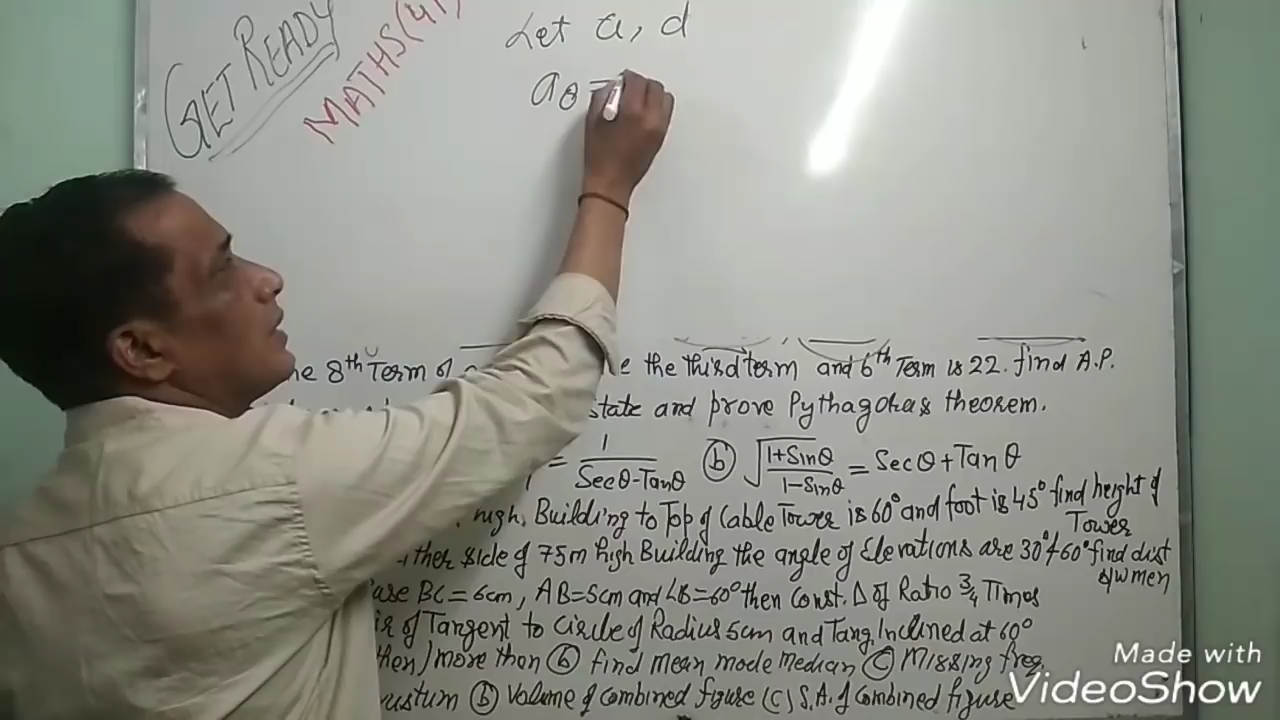 GET READY
MATHS (41)
Let a, d
a8 =
he 8th Term of e the third term and 6th Term is 22. find A.P.
state and prove Pythagoras theorem.
= 1/(Secθ-Tanθ) (b) √((1+Sinθ)/(1-Sinθ)) = Secθ+Tanθ
high, Building to Top of Cable Tower is 60° and foot is 45° find height of Tower
ther side of 75m high Building the angle of Elevations are 30° & 60° find dist
b/w men
ase BC = 6cm, AB=5cm and ∠B=60° then Const. Δ of Ratio 3/4 Times
ir of Tangent to Circle of Radius 5cm and Tang. Inclined at 60°
then) more than (b) find mean mode median (c) Missing freq.
ustum (b) Volume of combined figure (c) S.A. of combined figure
Made with
VideoShow